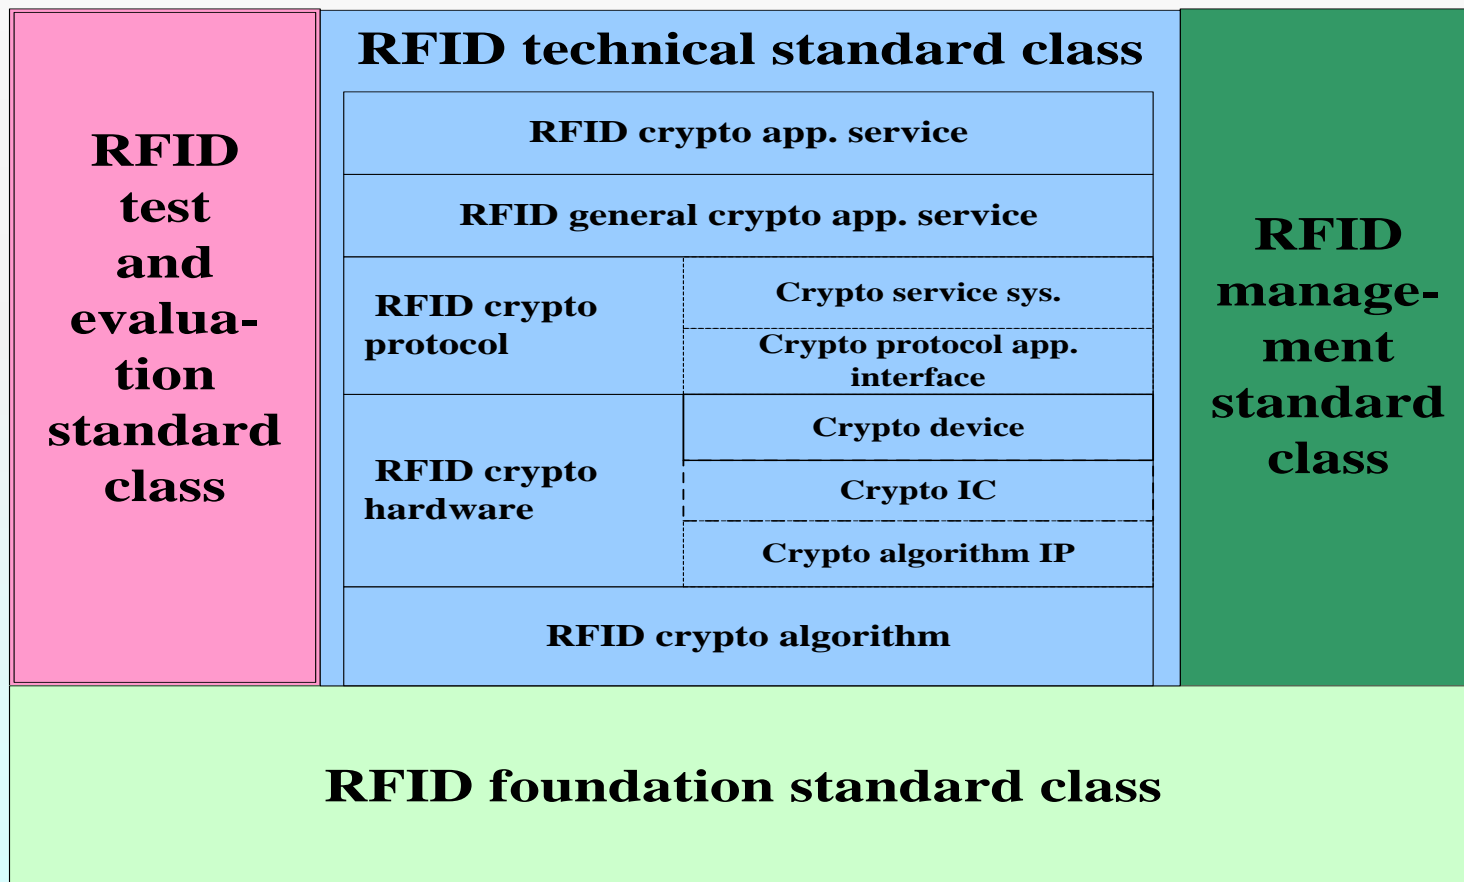 RFID
test
and
evalua-
tion
standard
class
RFID technical standard class
RFID crypto app. service
RFID general crypto app. service
RFID crypto
protocol
Crypto service sys.
Crypto protocol app.
interface
RFID crypto
hardware
Crypto device
Crypto IC
Crypto algorithm IP
RFID crypto algorithm
RFID
manage-
ment
standard
class
RFID foundation standard class